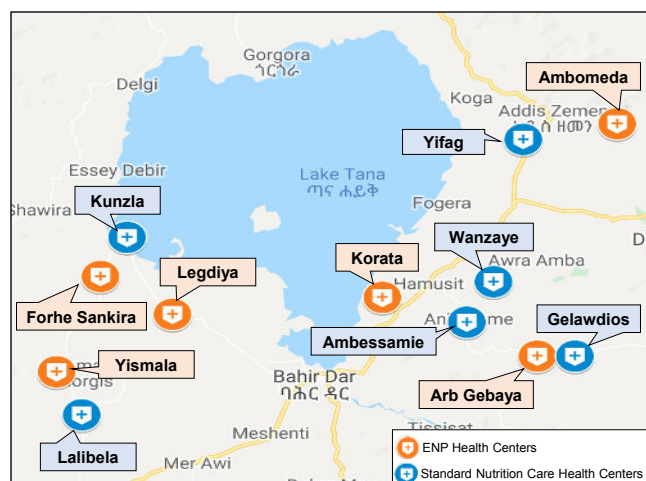 Gorgora
ጎርጎራ
Delgi
Ambomeda
Koga
Addis Zemen
አዲስ ዘመን
Yifag
Lake Tana
ጣና ሐይቅ
Essey Debir
Kunzla
Shawira
Fogera
Wanzaye
Korata
Awra Amba
Legdiya
Hamusit
Forhe Sankira
Gelawdios
Ambessamie
Yismala
Bahir Dar
ባሕር ዳር
Arb Gebaya
Tississat
Meshenti
Lalibela
Mer Awi
ENP Health Centers
Standard Nutrition Care Health Centers